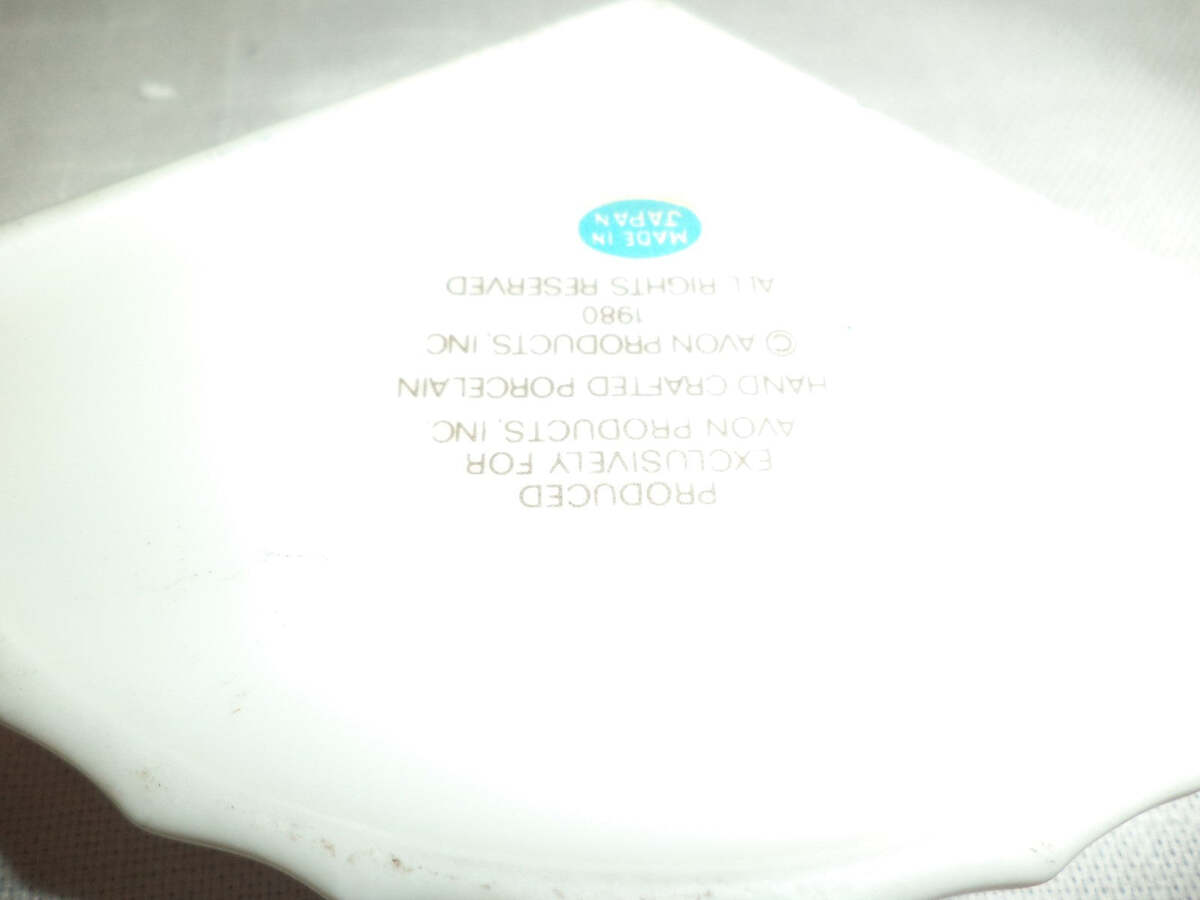 PRODUCED
EXCLUSIVELY FOR
AVON PRODUCTS, INC
HAND CRAFTED PORCELAIN
© AVON PRODUCTS, INC
1980
ALL RIGHTS RESERVED
MADE IN
JAPAN